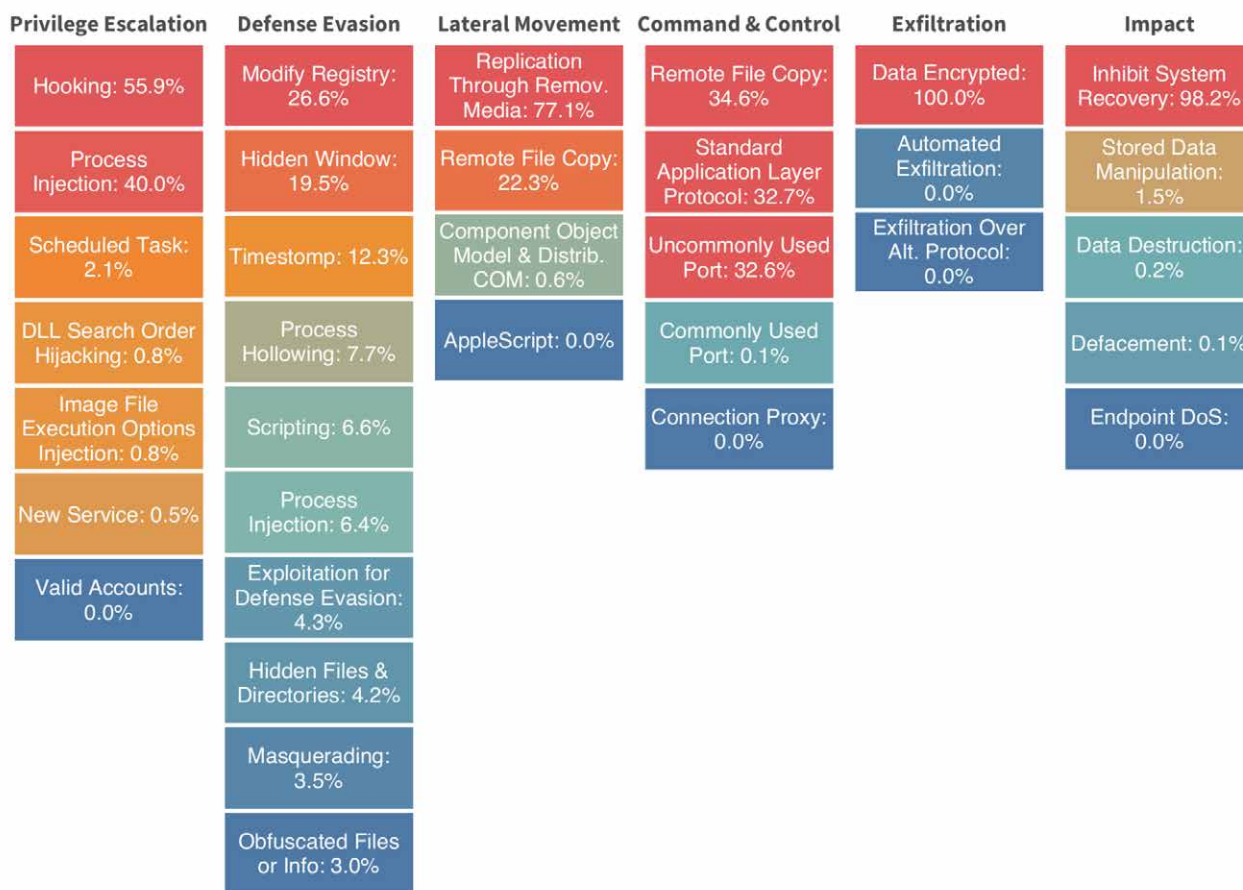 Privilege Escalation
Hooking: 55.9%
Process
Injection: 40.0%
Scheduled Task:
2.1%
DLL Search Order
Hijacking: 0.8%
Image File
Execution Options
Injection: 0.8%
New Service: 0.5%
Valid Accounts:
0.0%
Defense Evasion
Modify Registry:
26.6%
Hidden Window:
19.5%
Timestomp: 12.3%
Process
Hollowing: 7.7%
Scripting: 6.6%
Process
Injection: 6.4%
Exploitation for
Defense Evasion:
4.3%
Hidden Files &
Directories: 4.2%
Masquerading:
3.5%
Obfuscated Files
or Info: 3.0%
Lateral Movement
Replication
Through Remov.
Media: 77.1%
Remote File Copy:
22.3%
Component Object
Model & Distrib.
COM: 0.6%
AppleScript: 0.0%
Command & Control
Remote File Copy:
34.6%
Standard
Application Layer
Protocol: 32.7%
Uncommonly Used
Port: 32.6%
Commonly Used
Port: 0.1%
Connection Proxy:
0.0%
Exfiltration
Data Encrypted:
100.0%
Automated
Exfiltration:
0.0%
Exfiltration Over
Alt. Protocol:
0.0%
Impact
Inhibit System
Recovery: 98.2%
Stored Data
Manipulation:
1.5%
Data Destruction:
0.2%
Defacement: 0.1%
Endpoint DoS:
0.0%